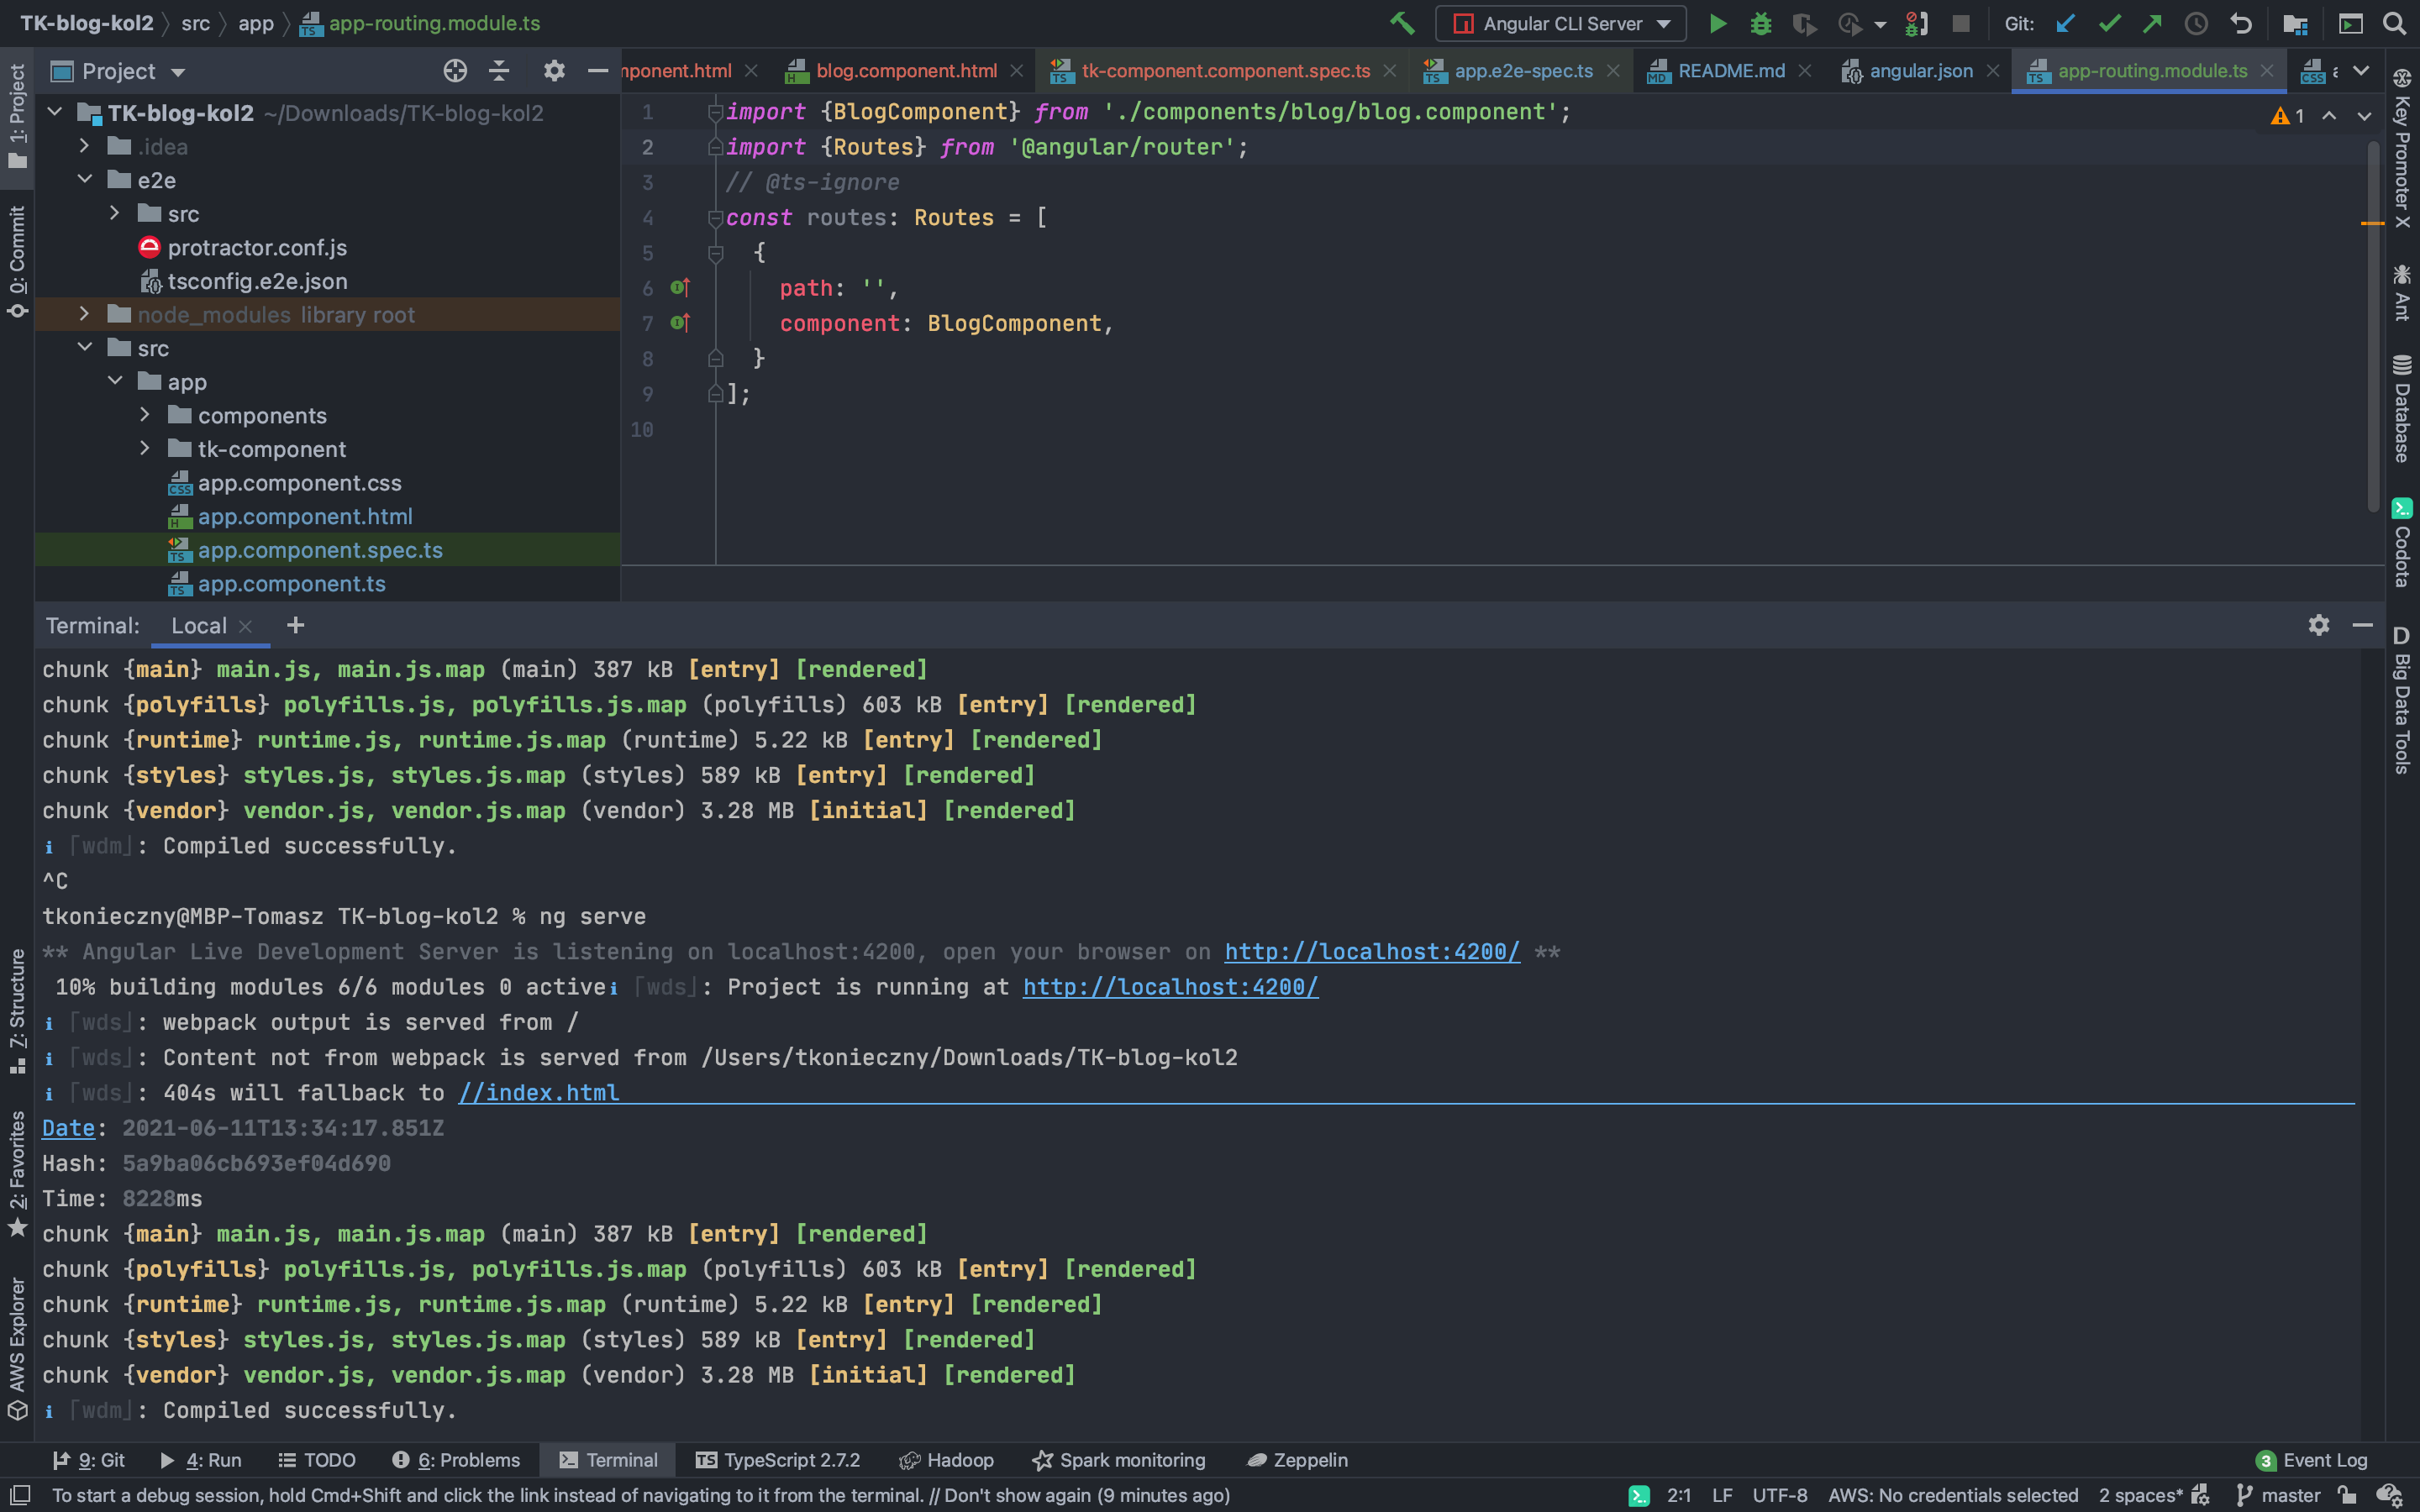 TK-blog-kol2 src app app-routing.module.ts
Angular CLI Server
Git:
1: Project
0: Commit
7: Structure
2: Favorites
AWS Explorer
Project
TK-blog-kol2 ~/Downloads/TK-blog-kol2
.idea
e2e
src
protractor.conf.js
tsconfig.e2e.json
node_modules library root
src
app
components
tk-component
app.component.css
app.component.html
app.component.spec.ts
app.component.ts
mponent.html blog.component.html tk-component.component.spec.ts app.e2e-spec.ts README.md angular.json app-routing.module.ts
1 import {BlogComponent} from './components/blog/blog.component';
2 import {Routes} from '@angular/router';
3 // @ts-ignore
4 const routes: Routes = [
5 {
6 path: '',
7 component: BlogComponent,
8 }
9 ];
10
1
Key Promoter X
Ant
Database
Codota
Big Data Tools
Terminal: Local
chunk {main} main.js, main.js.map (main) 387 kB [entry] [rendered]
chunk {polyfills} polyfills.js, polyfills.js.map (polyfills) 603 kB [entry] [rendered]
chunk {runtime} runtime.js, runtime.js.map (runtime) 5.22 kB [entry] [rendered]
chunk {styles} styles.js, styles.js.map (styles) 589 kB [entry] [rendered]
chunk {vendor} vendor.js, vendor.js.map (vendor) 3.28 MB [initial] [rendered]
ℹ ｢wdm｣: Compiled successfully.
^C
tkonieczny@MBP-Tomasz TK-blog-kol2 % ng serve
** Angular Live Development Server is listening on localhost:4200, open your browser on http://localhost:4200/ **
10% building modules 6/6 modules 0 activeℹ ｢wds｣: Project is running at http://localhost:4200/
ℹ ｢wds｣: webpack output is served from /
ℹ ｢wds｣: Content not from webpack is served from /Users/tkonieczny/Downloads/TK-blog-kol2
ℹ ｢wds｣: 404s will fallback to //index.html
Date: 2021-06-11T13:34:17.851Z
Hash: 5a9ba06cb693ef04d690
Time: 8228ms
chunk {main} main.js, main.js.map (main) 387 kB [entry] [rendered]
chunk {polyfills} polyfills.js, polyfills.js.map (polyfills) 603 kB [entry] [rendered]
chunk {runtime} runtime.js, runtime.js.map (runtime) 5.22 kB [entry] [rendered]
chunk {styles} styles.js, styles.js.map (styles) 589 kB [entry] [rendered]
chunk {vendor} vendor.js, vendor.js.map (vendor) 3.28 MB [initial] [rendered]
ℹ ｢wdm｣: Compiled successfully.
9: Git 4: Run TODO 6: Problems Terminal TypeScript 2.7.2 Hadoop Spark monitoring Zeppelin 3 Event Log
To start a debug session, hold Cmd+Shift and click the link instead of navigating to it from the terminal. // Don't show again (9 minutes ago) 2:1 LF UTF-8 AWS: No credentials selected 2 spaces* master